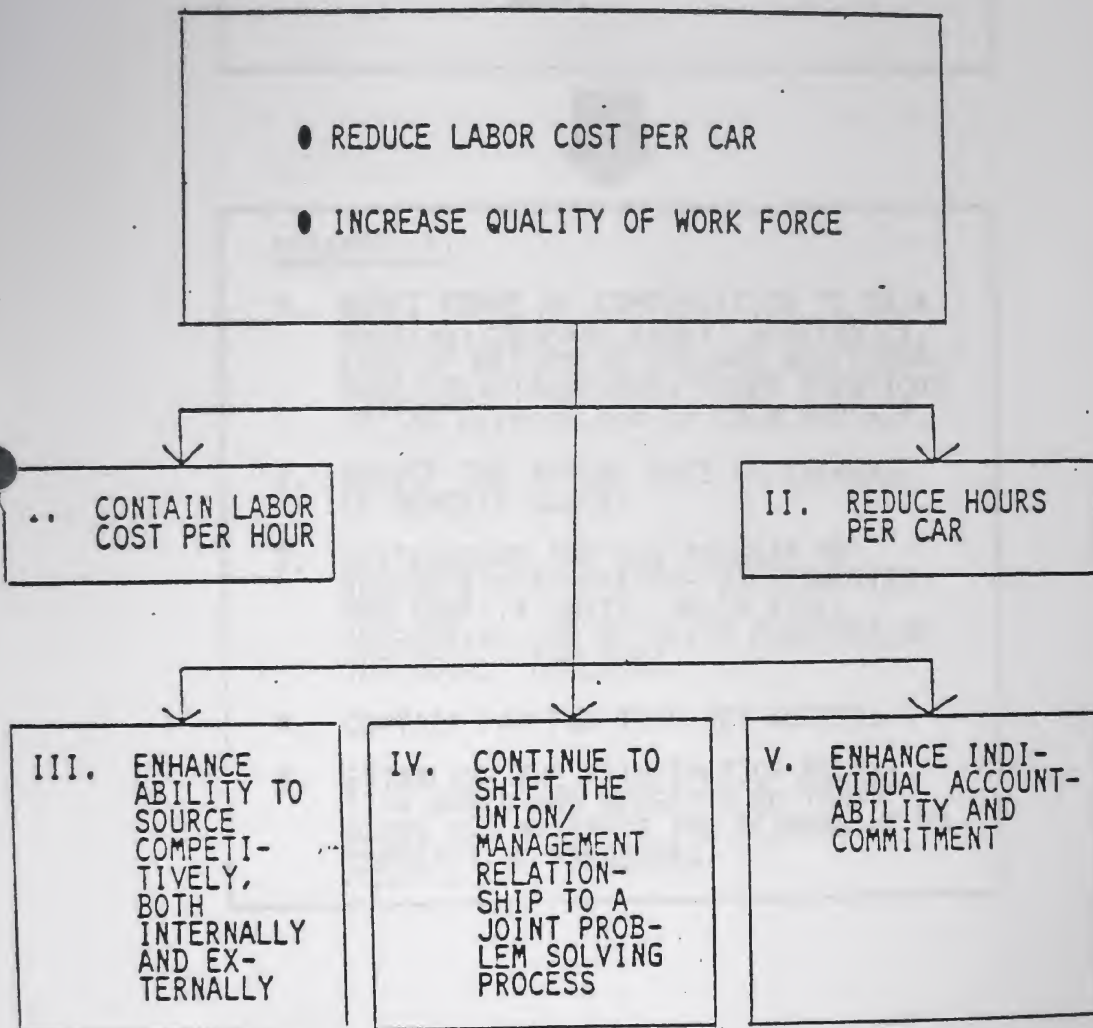 ● REDUCE LABOR COST PER CAR
● INCREASE QUALITY OF WORK FORCE
.. CONTAIN LABOR
COST PER HOUR
II. REDUCE HOURS
PER CAR
III. ENHANCE
ABILITY TO
SOURCE
COMPETI-
TIVELY,
BOTH
INTERNALLY
AND EX-
TERNALLY
IV. CONTINUE TO
SHIFT THE
UNION/
MANAGEMENT
RELATION-
SHIP TO A
JOINT PROB-
LEM SOLVING
PROCESS
V. ENHANCE INDI-
VIDUAL ACCOUNT-
ABILITY AND
COMMITMENT